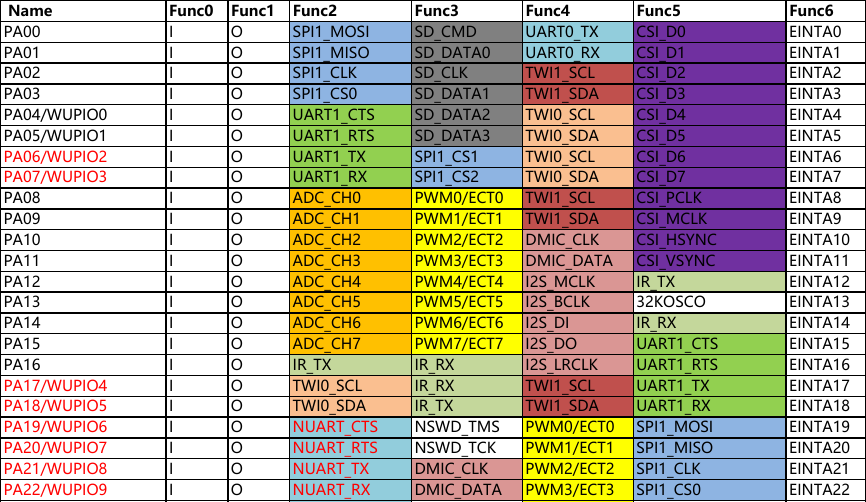 Name Func0 Func1 Func2 Func3 Func4 Func5 Func6
PA00 I O SPI1_MOSI SD_CMD UART0_TX CSI_D0 EINTA0
PA01 I O SPI1_MISO SD_DATA0 UART0_RX CSI_D1 EINTA1
PA02 I O SPI1_CLK SD_CLK TWI1_SCL CSI_D2 EINTA2
PA03 I O SPI1_CS0 SD_DATA1 TWI1_SDA CSI_D3 EINTA3
PA04/WUPIO0 I O UART1_CTS SD_DATA2 TWI0_SCL CSI_D4 EINTA4
PA05/WUPIO1 I O UART1_RTS SD_DATA3 TWI0_SDA CSI_D5 EINTA5
PA06/WUPIO2 I O UART1_TX SPI1_CS1 TWI0_SCL CSI_D6 EINTA6
PA07/WUPIO3 I O UART1_RX SPI1_CS2 TWI0_SDA CSI_D7 EINTA7
PA08 I O ADC_CH0 PWM0/ECT0 TWI1_SCL CSI_PCLK EINTA8
PA09 I O ADC_CH1 PWM1/ECT1 TWI1_SDA CSI_MCLK EINTA9
PA10 I O ADC_CH2 PWM2/ECT2 DMIC_CLK CSI_HSYNC EINTA10
PA11 I O ADC_CH3 PWM3/ECT3 DMIC_DATA CSI_VSYNC EINTA11
PA12 I O ADC_CH4 PWM4/ECT4 I2S_MCLK IR_TX EINTA12
PA13 I O ADC_CH5 PWM5/ECT5 I2S_BCLK 32KOSCO EINTA13
PA14 I O ADC_CH6 PWM6/ECT6 I2S_DI IR_RX EINTA14
PA15 I O ADC_CH7 PWM7/ECT7 I2S_DO UART1_CTS EINTA15
PA16 I O IR_TX IR_RX I2S_LRCLK UART1_RTS EINTA16
PA17/WUPIO4 I O TWI0_SCL IR_RX TWI1_SCL UART1_TX EINTA17
PA18/WUPIO5 I O TWI0_SDA IR_TX TWI1_SDA UART1_RX EINTA18
PA19/WUPIO6 I O NUART_CTS NSWD_TMS PWM0/ECT0 SPI1_MOSI EINTA19
PA20/WUPIO7 I O NUART_RTS NSWD_TCK PWM1/ECT1 SPI1_MISO EINTA20
PA21/WUPIO8 I O NUART_TX DMIC_CLK PWM2/ECT2 SPI1_CLK EINTA21
PA22/WUPIO9 I O NUART_RX DMIC_DATA PWM3/ECT3 SPI1_CS0 EINTA22